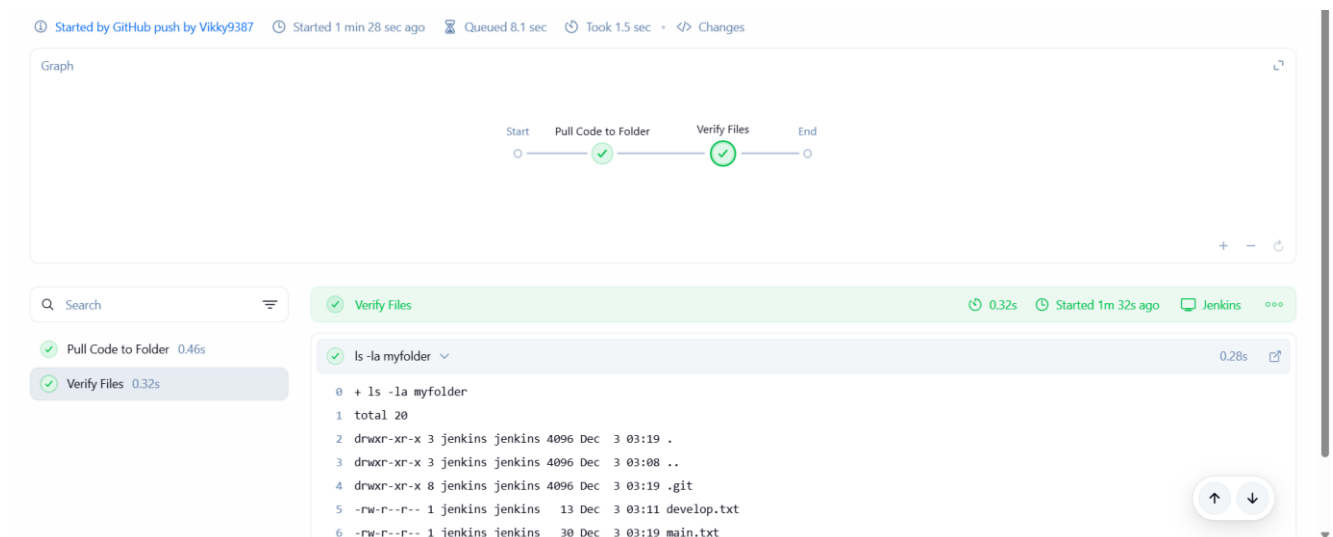 Started by GitHub push by Vikky9387 Started 1 min 28 sec ago Queued 8.1 sec Took 1.5 sec • </> Changes
Graph
Start Pull Code to Folder Verify Files End
Search
Pull Code to Folder 0.46s
Verify Files 0.32s
Verify Files 0.32s Started 1m 32s ago Jenkins
ls -la myfolder 0.28s
0 + ls -la myfolder
1 total 20
2 drwxr-xr-x 3 jenkins jenkins 4096 Dec  3 03:19 .
3 drwxr-xr-x 3 jenkins jenkins 4096 Dec  3 03:08 ..
4 drwxr-xr-x 8 jenkins jenkins 4096 Dec  3 03:19 .git
5 -rw-r--r-- 1 jenkins jenkins   13 Dec  3 03:11 develop.txt
6 -rw-r--r-- 1 jenkins jenkins   30 Dec  3 03:19 main.txt